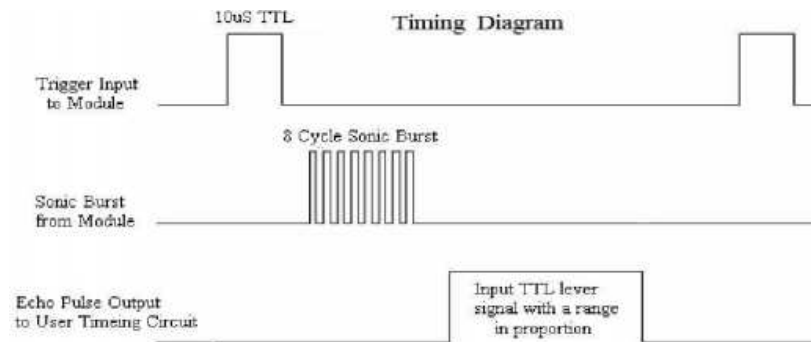 10uS TTL
Timing Diagram
Trigger Input
to Module
8 Cycle Sonic Burst
Sonic Burst
from Module
Echo Pulse Output
to User Timeing Circuit
Input TTL lever
signal with a range
in proportion